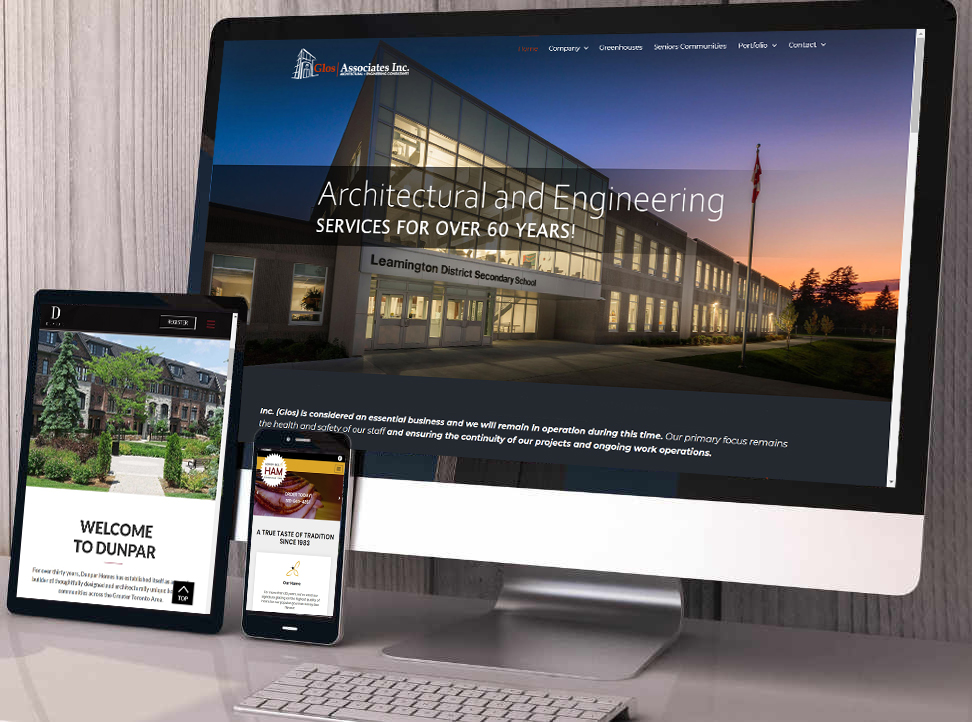 Home
Company
Greenhouses
Seniors Communities
Portfolio
Contact
Glos Associates Inc.
ARCHITECTURAL + ENGINEERING CONSULTANTS
Architectural and Engineering
SERVICES FOR OVER 60 YEARS!
Leamington District Secondary School
Inc. (Glos) is considered an essential business and we will remain in operation during this time. Our primary focus remains
the health and safety of our staff and ensuring the continuity of our projects and ongoing work operations.
D
REGISTER
WELCOME
TO DUNPAR
For over thirty years, Dunpar Homes has established itself as a
builder of thoughtfully designed and architecturally unique
communities across the Greater Toronto Area.
TOP
HAM
ORDER TODAY!
A TRUE TASTE OF TRADITION
SINCE 1983
Our Hams